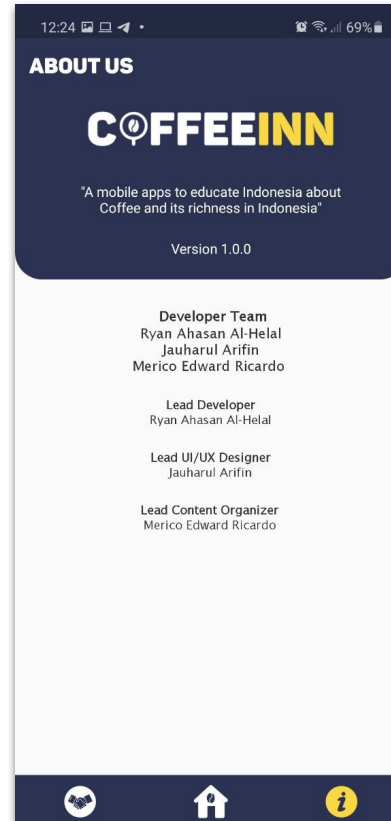 12:24 69%
ABOUT US
COFFEEINN
"A mobile apps to educate Indonesia about
Coffee and its richness in Indonesia"
Version 1.0.0
Developer Team
Ryan Ahasan Al-Helal
Jauharul Arifin
Merico Edward Ricardo
Lead Developer
Ryan Ahasan Al-Helal
Lead UI/UX Designer
Jauharul Arifin
Lead Content Organizer
Merico Edward Ricardo
i